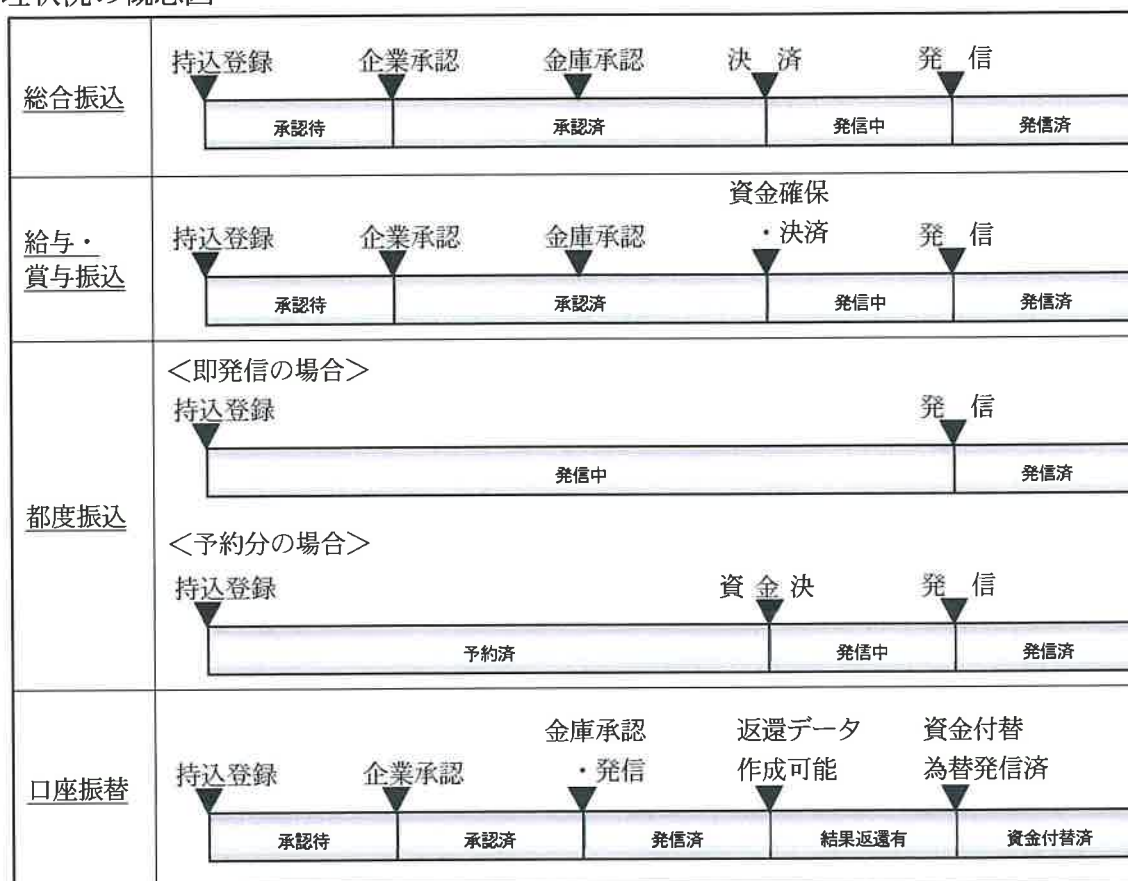 総合振込
持込登録 企業承認 金庫承認 決 済 発 信
承認待 承認済 発信中 発信済
給与・
賞与振込
資金確保
持込登録 企業承認 金庫承認 ・決済 発 信
承認待 承認済 発信中 発信済
都度振込
＜即発信の場合＞
持込登録 発 信
発信中 発信済
＜予約分の場合＞
持込登録 資 金 決 発 信
予約済 発信中 発信済
口座振替
金庫承認 返還データ 資金付替
持込登録 企業承認 ・発信 作成可能 為替発信済
承認待 承認済 発信済 結果返還有 資金付替済